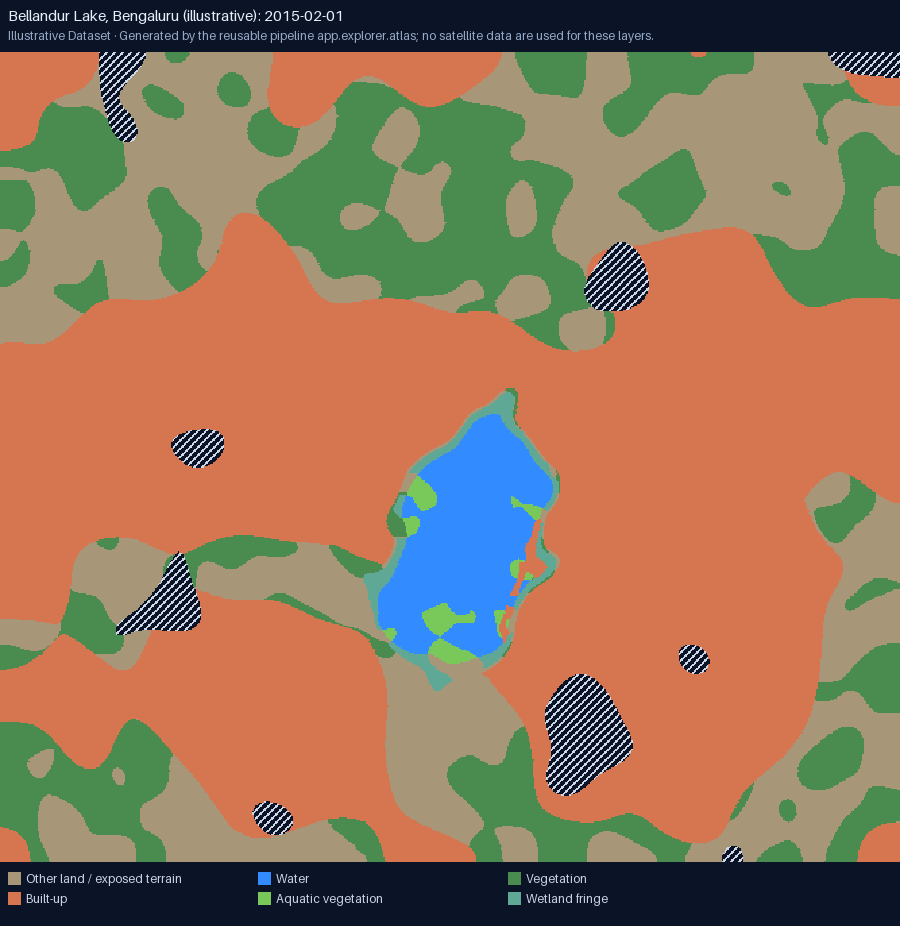 Bellandur Lake, Bengaluru (illustrative): 2015-02-01
Illustrative Dataset · Generated by the reusable pipeline app.explorer.atlas; no satellite data are used for these layers.
Other land / exposed terrain
Water
Vegetation
Built-up
Aquatic vegetation
Wetland fringe